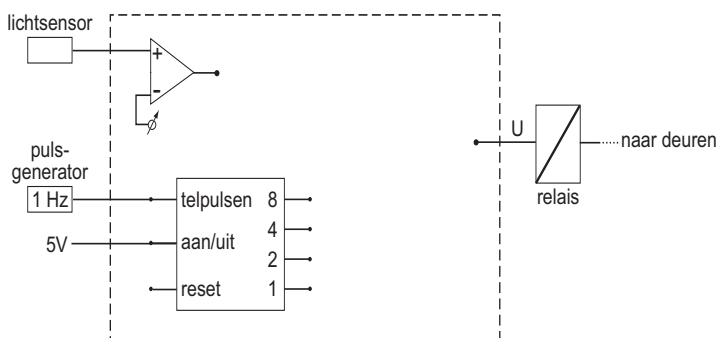 lichtsensor
+
-
U
naar deuren
relais
puls-
generator
1 Hz
5V
telpulsen 8
4
aan/uit
2
reset 1